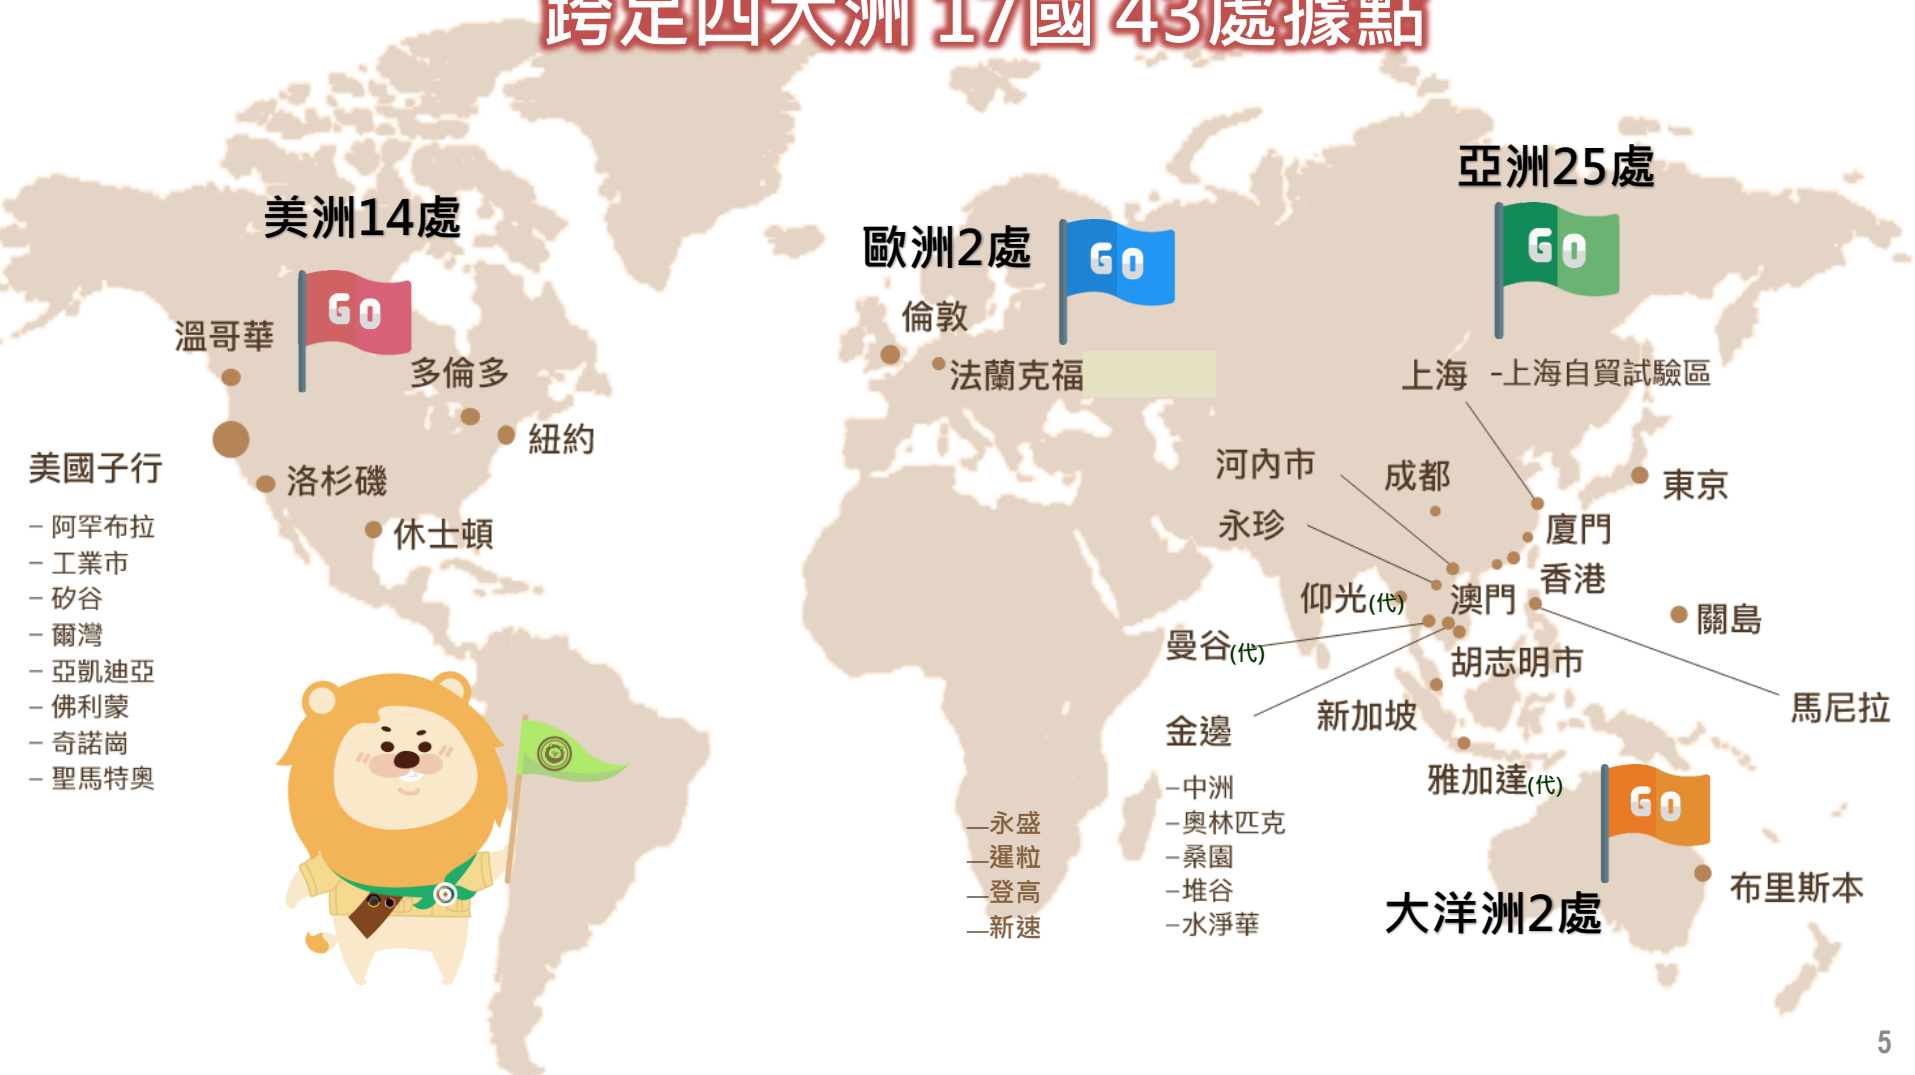 跨足四大洲 17國 43處據點
美洲14處
GO
溫哥華
多倫多
紐約
洛杉磯
休士頓
美國子行
– 阿罕布拉
– 工業市
– 矽谷
– 爾灣
– 亞凱迪亞
– 佛利蒙
– 奇諾崗
– 聖馬特奧
歐洲2處
GO
倫敦
法蘭克福
亞洲25處
GO
上海 -上海自貿試驗區
河內市
成都
東京
永珍
廈門
香港
仰光(代)
澳門
關島
曼谷(代)
胡志明市
馬尼拉
新加坡
金邊
–中洲
–奧林匹克
–桑園
–堆谷
–水淨華
—永盛
—暹粒
—登高
—新速
雅加達(代)
GO
布里斯本
大洋洲2處
5